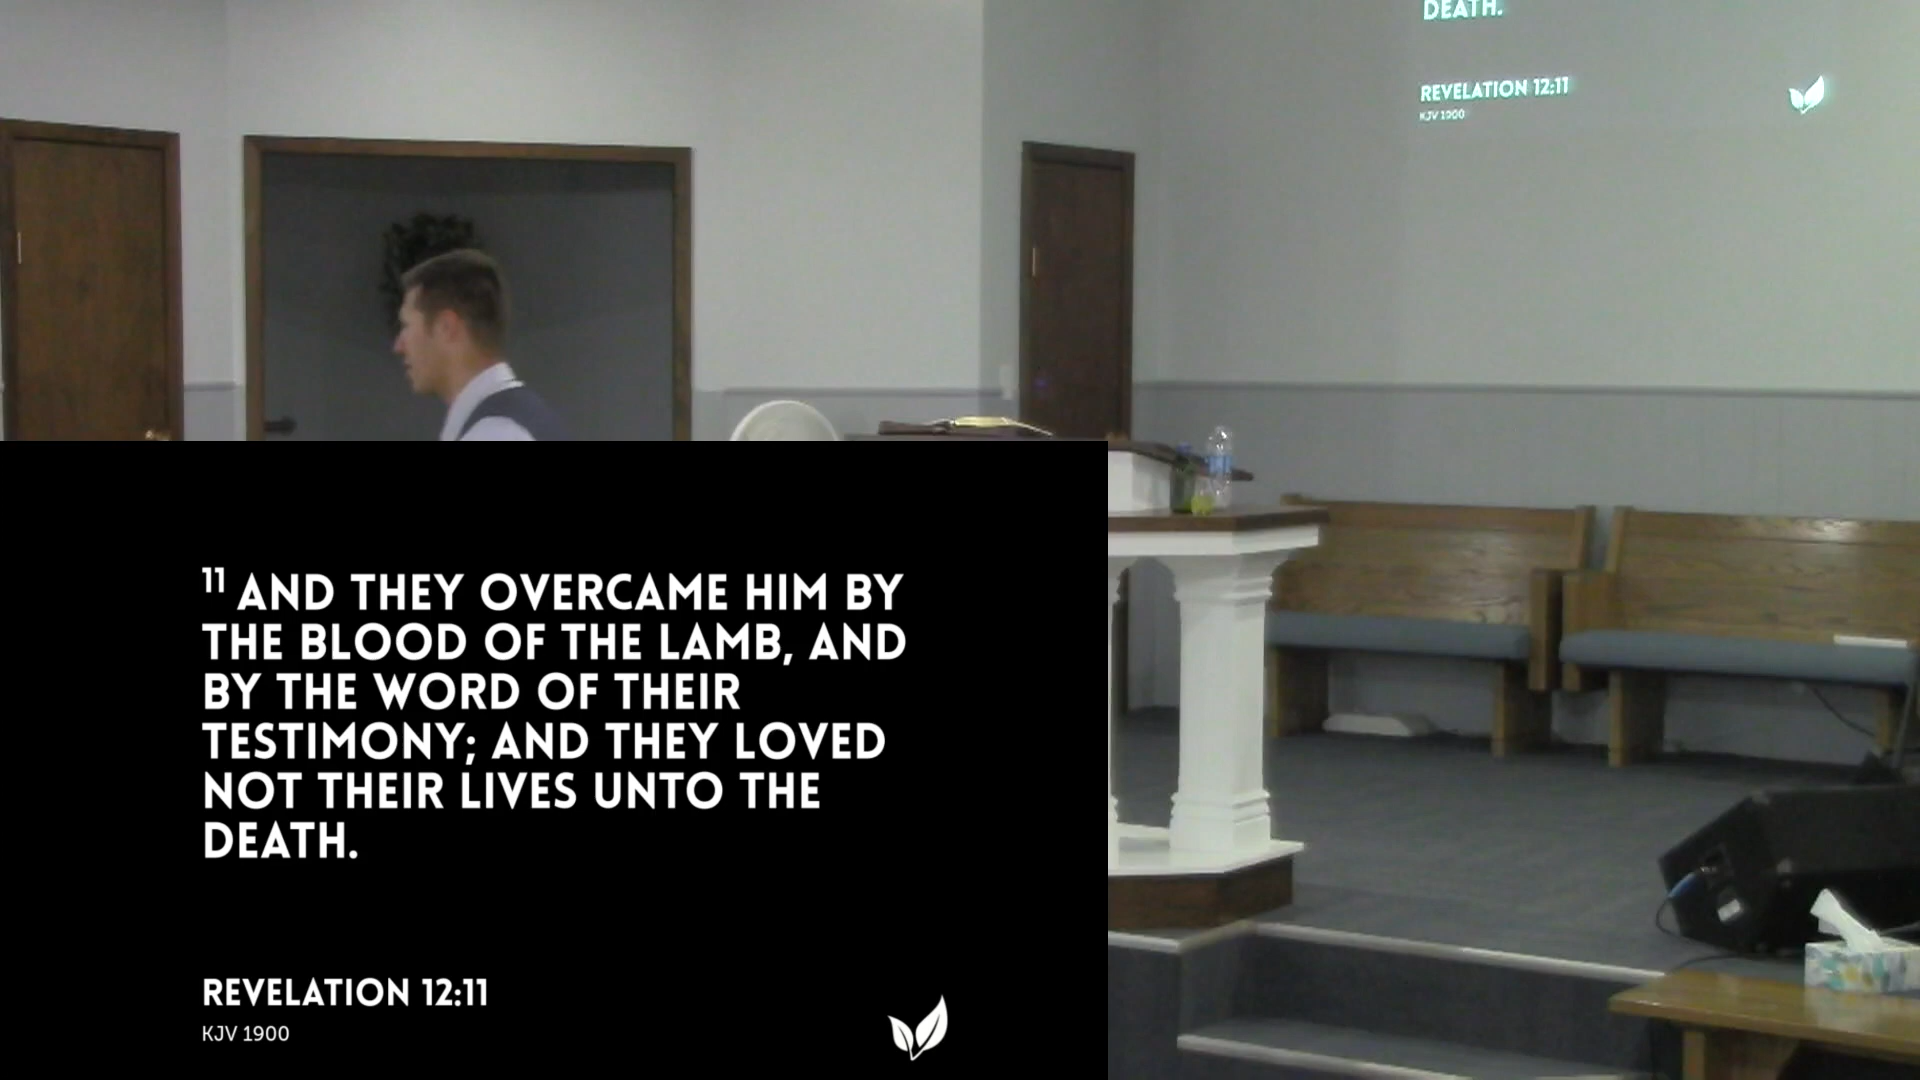 DEATH.
REVELATION 12:11
KJV 1900
11 AND THEY OVERCAME HIM BY
THE BLOOD OF THE LAMB, AND
BY THE WORD OF THEIR
TESTIMONY; AND THEY LOVED
NOT THEIR LIVES UNTO THE
DEATH.
REVELATION 12:11
KJV 1900